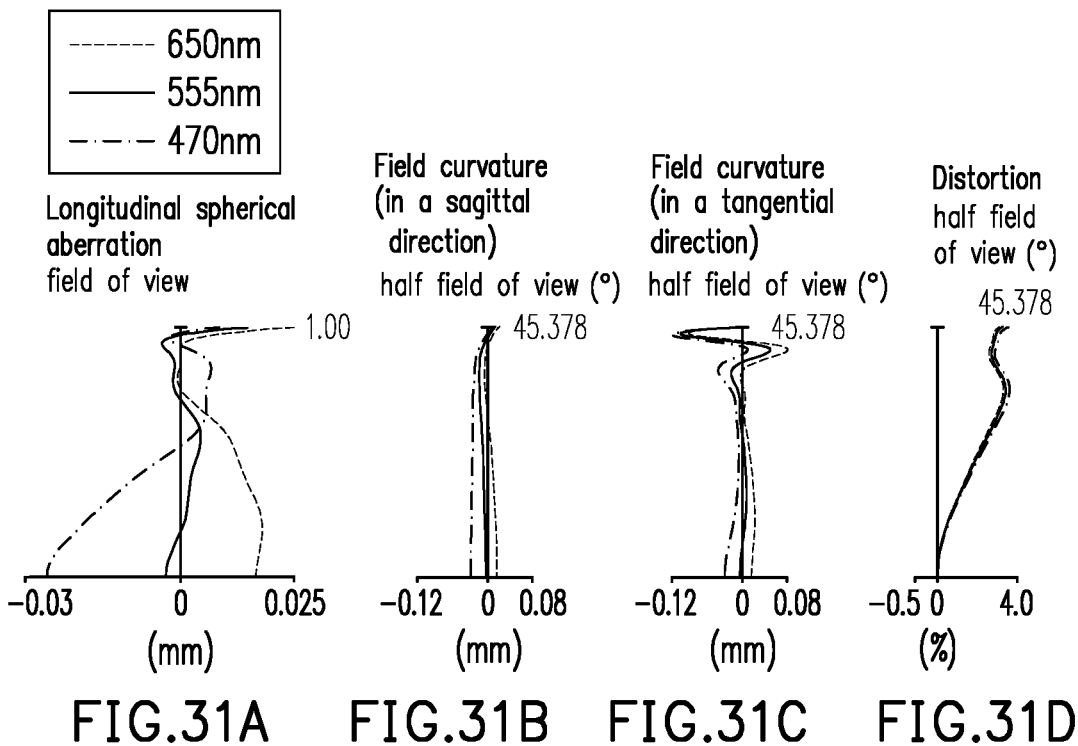 650nm
555nm
470nm
Longitudinal spherical
aberration
field of view
1.00
-0.03 0 0.025
(mm)
FIG.31A
Field curvature
(in a sagittal
direction)
half field of view (°)
45.378
-0.12 0 0.08
(mm)
FIG.31B
Field curvature
(in a tangential
direction)
half field of view (°)
45.378
-0.12 0 0.08
(mm)
FIG.31C
Distortion
half field
of view (°)
45.378
-0.5 0 4.0
(%)
FIG.31D